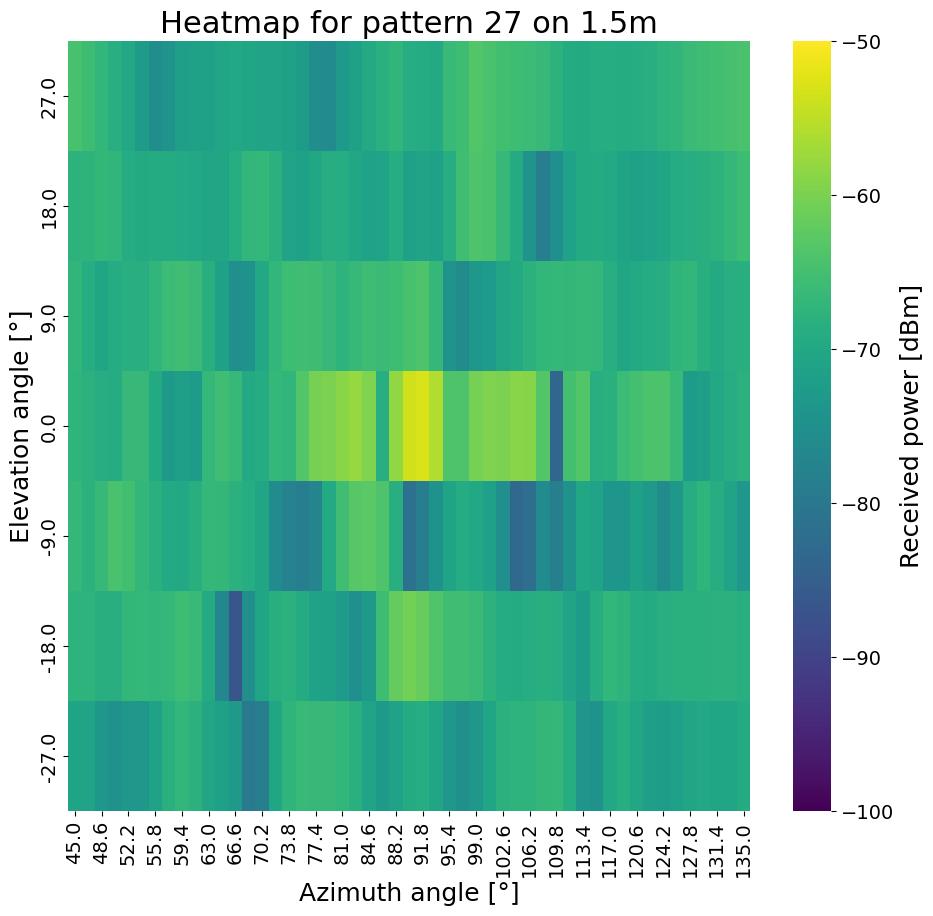 Heatmap for pattern 27 on 1.5m
Elevation angle [°]
27.0
18.0
9.0
0.0
-9.0
-18.0
-27.0
45.0 48.6 52.2 55.8 59.4 63.0 66.6 70.2 73.8 77.4 81.0 84.6 88.2 91.8 95.4 99.0 102.6 106.2 109.8 113.4 117.0 120.6 124.2 127.8 131.4 135.0
Azimuth angle [°]
−50
−60
−70
−80
−90
−100
Received power [dBm]